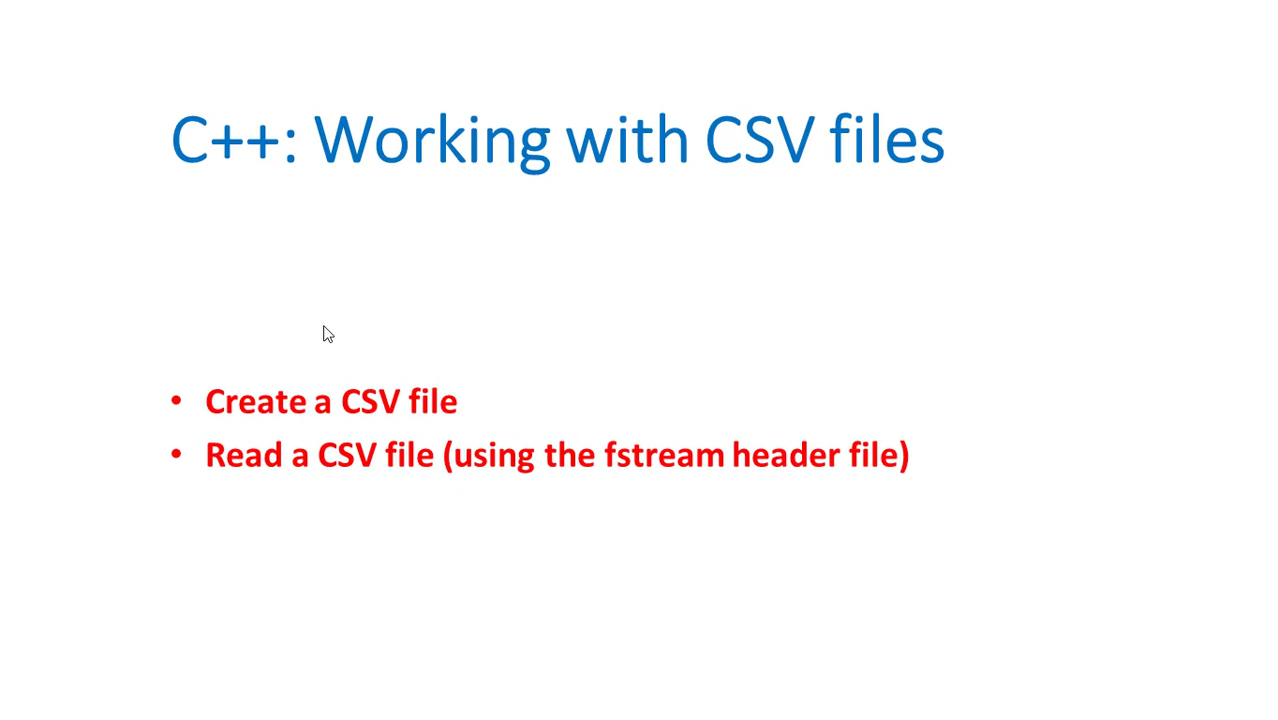 C++: Working with CSV files
• Create a CSV file
• Read a CSV file (using the fstream header file)